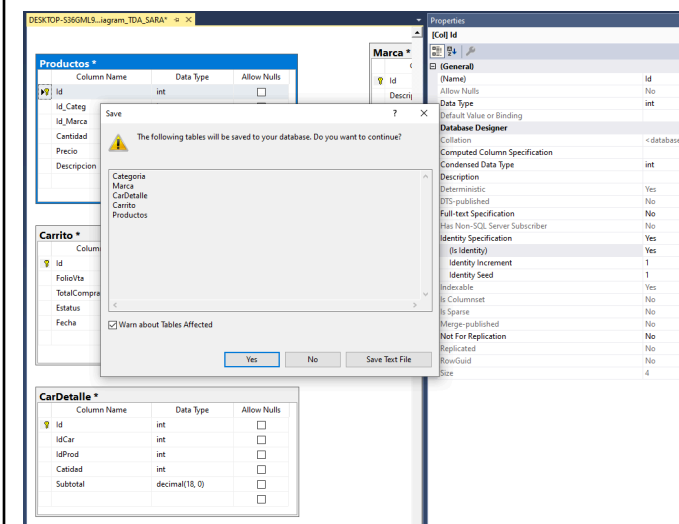 DESKTOP-S36GML9...iagram_TDA_SARA*
Properties
[Col] Id
Productos *
Column Name Data Type Allow Nulls
Id int
Id_Categ
Id_Marca
Cantidad
Precio
Descripcion
Marca *
Id
Descrip
Save ? ×
The following tables will be saved to your database. Do you want to continue?
Categoria
Marca
CarDetalle
Carrito
Productos
Warn about Tables Affected
Yes No Save Text File
Carrito *
Colum
Id
FolioVta
TotalCompra
Estatus
Fecha
CarDetalle *
Column Name Data Type Allow Nulls
Id int
IdCar int
IdProd int
Catidad int
Subtotal decimal(18, 0)
(General)
(Name) Id
Allow Nulls No
Data Type int
Default Value or Binding
Database Designer
Collation <database
Computed Column Specification
Condensed Data Type int
Description
Deterministic Yes
DTS-published No
Full-text Specification No
Has Non-SQL Server Subscriber No
Identity Specification Yes
(Is Identity) Yes
Identity Increment 1
Identity Seed 1
Indexable Yes
Is Columnset No
Is Sparse No
Merge-published No
Not For Replication No
Replicated No
RowGuid No
Size 4